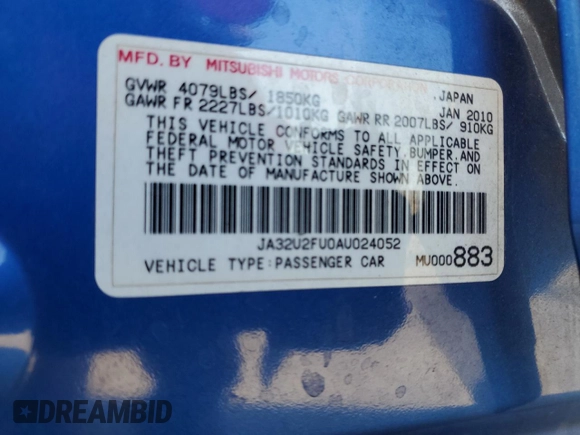 MFD. BY MITSUBISHI MOTORS CORPORATION, JAPAN
GVWR 4079LBS/ 1850KG JAN 2010
GAWR FR 2227LBS/1010KG GAWR RR 2007LBS/ 910KG
THIS VEHICLE CONFORMS TO ALL APPLICABLE
FEDERAL MOTOR VEHICLE SAFETY, BUMPER, AND
THEFT PREVENTION STANDARDS IN EFFECT ON
THE DATE OF MANUFACTURE SHOWN ABOVE.
JA32U2FU0AU024052
VEHICLE TYPE:PASSENGER CAR MU000883
DREAMBID